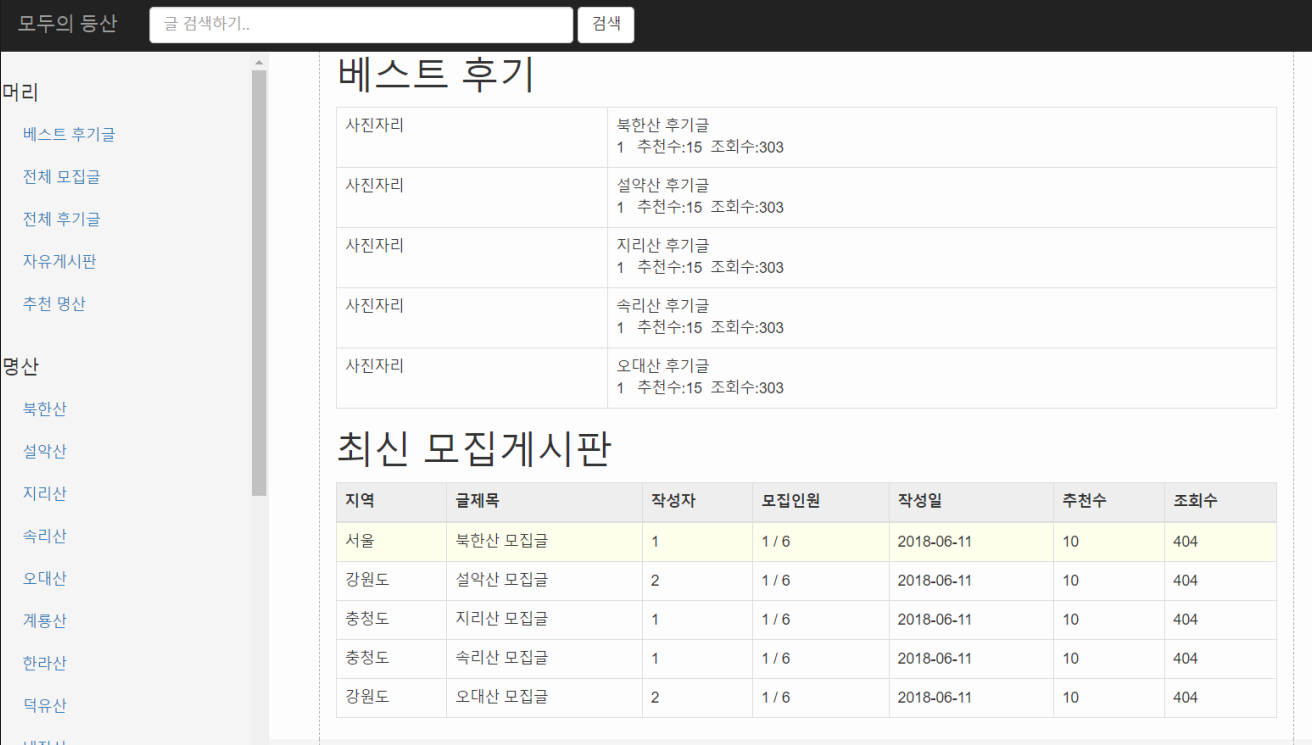 모두의 등산 글 검색하기.. 검색
머리
베스트 후기글
전체 모집글
전체 후기글
자유게시판
추천 명산
명산
북한산
설악산
지리산
속리산
오대산
계룡산
한라산
덕유산
베스트 후기
사진자리 북한산 후기글
1 추천수:15 조회수:303
사진자리 설악산 후기글
1 추천수:15 조회수:303
사진자리 지리산 후기글
1 추천수:15 조회수:303
사진자리 속리산 후기글
1 추천수:15 조회수:303
사진자리 오대산 후기글
1 추천수:15 조회수:303
최신 모집게시판
지역 글제목 작성자 모집인원 작성일 추천수 조회수
서울 북한산 모집글 1 1 / 6 2018-06-11 10 404
강원도 설악산 모집글 2 1 / 6 2018-06-11 10 404
충청도 지리산 모집글 1 1 / 6 2018-06-11 10 404
충청도 속리산 모집글 1 1 / 6 2018-06-11 10 404
강원도 오대산 모집글 2 1 / 6 2018-06-11 10 404